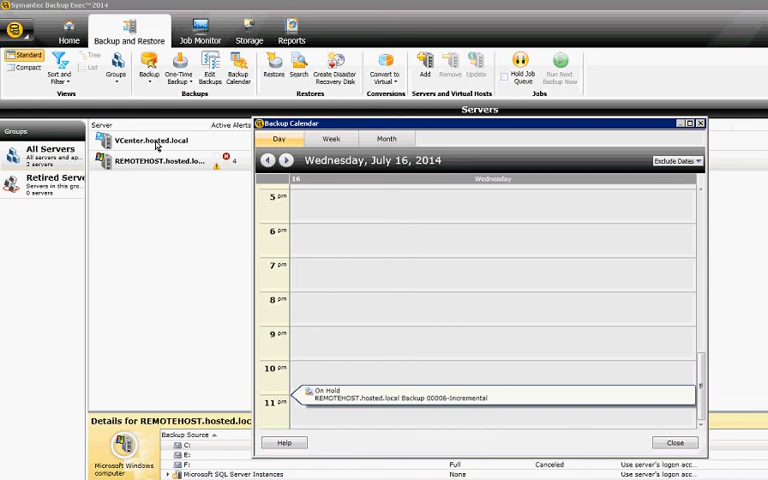 Symantec Backup Exec™ 2014
Home
Backup and Restore
Job Monitor
Storage
Reports
Standard
Compact
Tree
List
Sort and Filter
Groups
Views
Backup
One-Time Backup
Edit Backups
Backup Calendar
Backups
Restore
Search
Create Disaster Recovery Disk
Restores
Convert to Virtual
Conversions
Add
Remove
Update
Servers and Virtual Hosts
Hold Job Queue
Run Next Backup Now
Jobs
Servers
Groups
All Servers
All servers and ap...
2 servers
Retired Serve
Servers in this gro...
0 servers
Server
Active Alerts
VCenter.hosted.local
REMOTEHOST.hosted.lo...
4
Backup Calendar
Day
Week
Month
Wednesday, July 16, 2014
Exclude Dates
16
Wednesday
5 pm
6 pm
7 pm
8 pm
9 pm
10 pm
11 pm
On Hold
REMOTEHOST.hosted.local Backup 00006-Incremental
Help
Close
Details for REMOTEHOST.hosted.loc
Microsoft Windows computer
Backup Source
C:
E:
F:
Full
Canceled
Use server's logon acc...
Microsoft SQL Server Instances
None
Use server's logon acc...